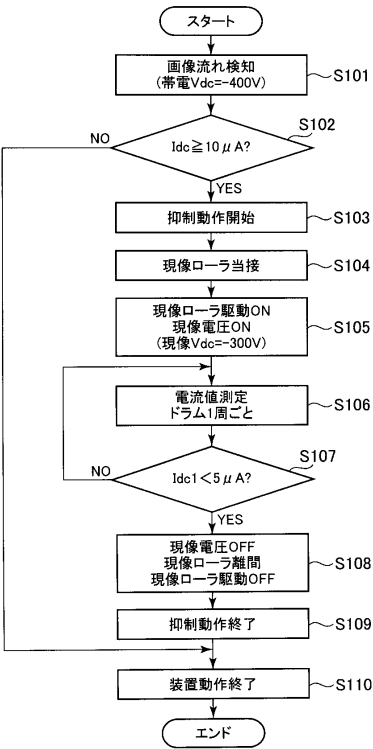 スタート
画像流れ検知
(帯電Vdc=-400V)
S101
Idc≧10μA?
S102
NO
YES
抑制動作開始
S103
現像ローラ当接
S104
現像ローラ駆動ON
現像電圧ON
(現像Vdc=-300V)
S105
電流値測定
ドラム1周ごと
S106
Idc1<5μA?
S107
NO
YES
現像電圧OFF
現像ローラ離間
現像ローラ駆動OFF
S108
抑制動作終了
S109
装置動作終了
S110
エンド